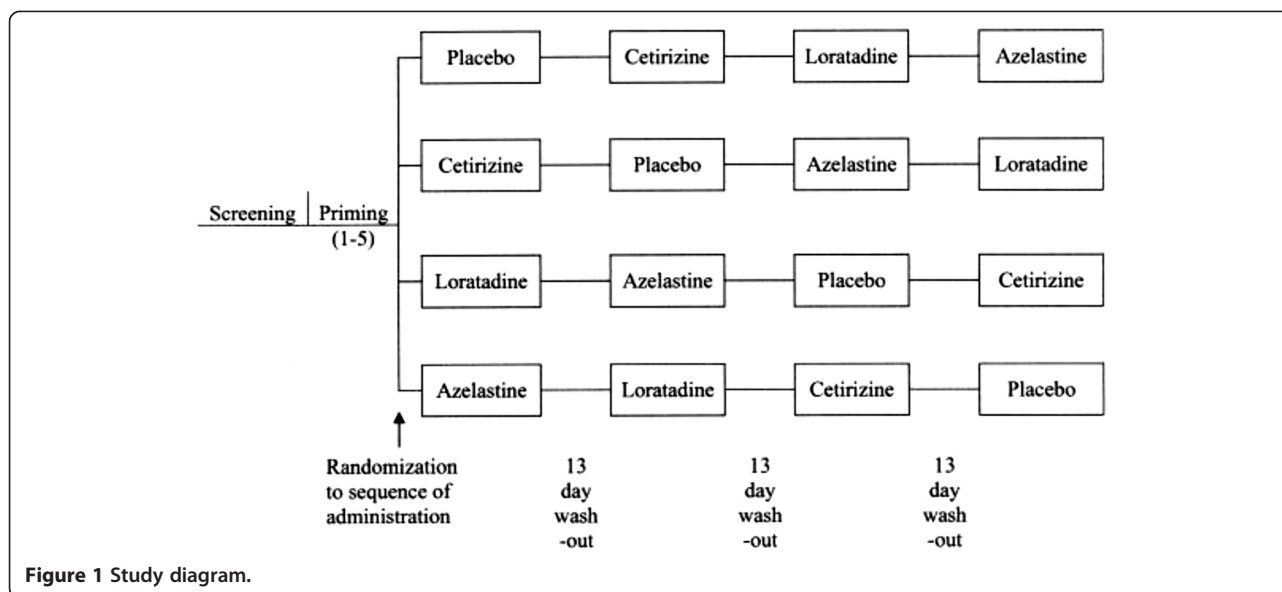 Placebo Cetirizine Loratadine Azelastine
Cetirizine Placebo Azelastine Loratadine
Screening Priming
(1-5)
Loratadine Azelastine Placebo Cetirizine
Azelastine Loratadine Cetirizine Placebo
Randomization
to sequence of
administration
13
day
wash
-out
13
day
wash
-out
13
day
wash
-out
Figure 1 Study diagram.